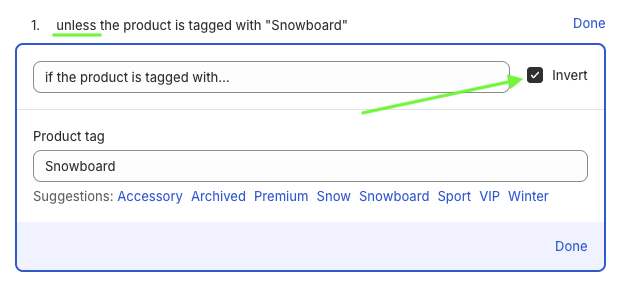 1. unless the product is tagged with "Snowboard" Done
if the product is tagged with... Invert
Product tag
Snowboard
Suggestions: Accessory Archived Premium Snow Snowboard Sport VIP Winter
Done